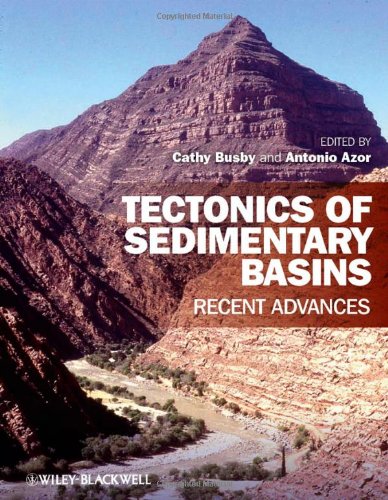 EDITED BY
Cathy Busby and Antonio Azor
TECTONICS OF
SEDIMENTARY
BASINS
RECENT ADVANCES
WILEY-BLACKWELL